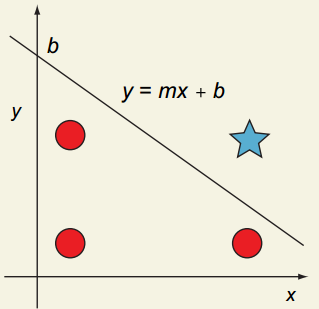 b
y = mx + b
y
x